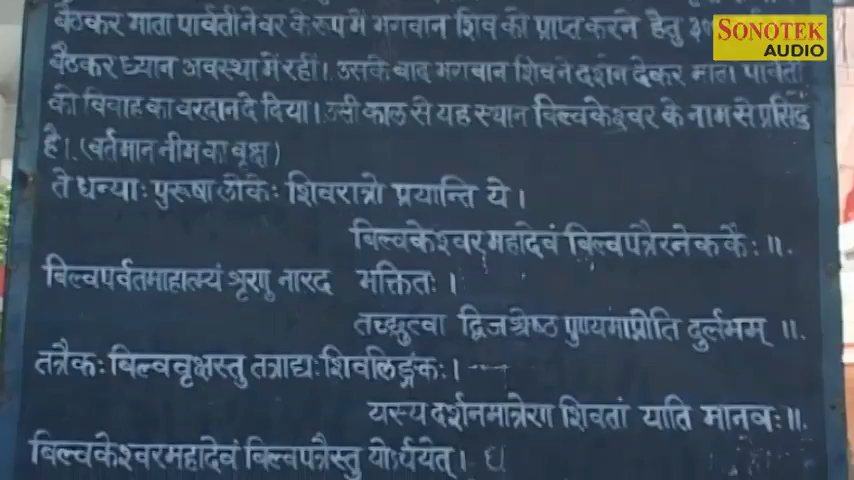 बैठकर माता पार्वती ने वर के रूप में भगवान शिव को प्राप्त करने हेतु
SONOTEK AUDIO
बैठकर ध्यान अवस्था में रहीं। उसके बाद भगवान शिव ने दर्शन देकर माता पार्वती
को विवाह का वरदान दे दिया। उसी काल से यह स्थान बिल्वकेश्वर के नाम से प्रसिद्ध
है। (वर्तमान नीम का वृक्ष)
ते धन्याः पुरुषा लोकेः शिवरात्रो प्रयान्ति ये।
बिल्वकेश्वर महादेवं बिल्वपत्रैरनेककैः ॥
बिल्वपर्वतमाहात्म्यं श्रृणु नारद भक्तितः।
तच्छ्रुत्वा द्विजश्रेष्ठ पुण्यमाप्नोति दुर्लभम् ॥
तत्रैकः बिल्ववृक्षस्तु तत्राद्यः शिवलिङ्गकः।
यस्य दर्शनमात्रेण शिवतां याति मानवः॥
बिल्वकेश्वरमहादेवं बिल्वपत्रैस्तु योऽर्चयेत्।